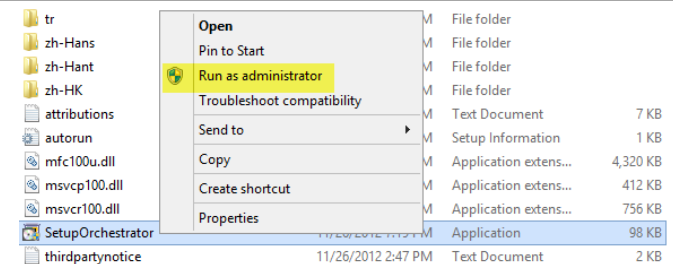 tr M File folder
Open
zh-Hans M File folder
Pin to Start
zh-Hant M File folder
Run as administrator
zh-HK M File folder
Troubleshoot compatibility
attributions M Text Document 7 KB
Send to
autorun M Setup Information 1 KB
Copy
mfc100u.dll M Application extens... 4,320 KB
msvcp100.dll M Application extens... 412 KB
Create shortcut
msvcr100.dll M Application extens... 756 KB
Properties
SetupOrchestrator M Application 98 KB
thirdpartynotice 11/26/2012 2:47 PM Text Document 2 KB